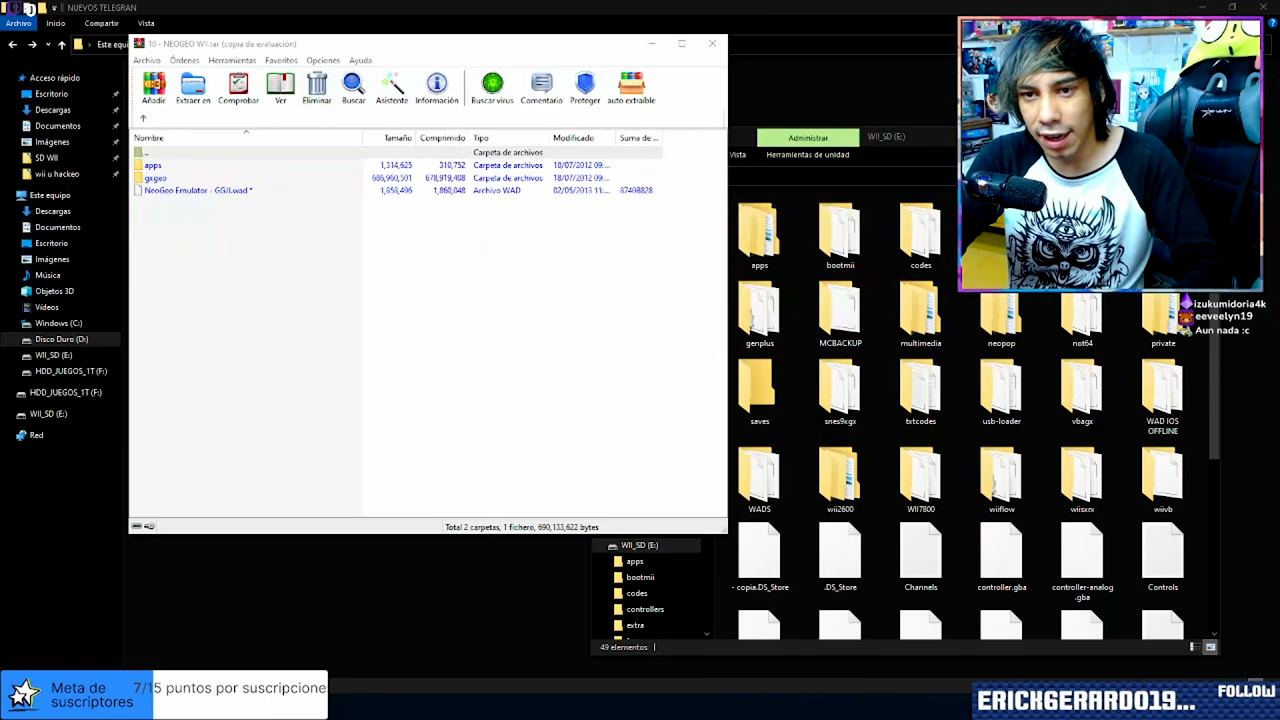 NUEVOS TELEGRAN
Archivo Inicio Compartir Vista
Este equi
Acceso rápido
Escritorio
Descargas
Documentos
Imágenes
SD WII
wii u hackeo
Este equipo
Descargas
Documentos
Escritorio
Imágenes
Música
Objetos 3D
Vídeos
Windows (C:)
Disco Duro (D:)
WII_SD (E:)
HDD_JUEGOS_1T (F:)
HDD_JUEGOS_1T (F:)
WII_SD (E:)
Red
10 - NEOGEO WII.rar (copia de evaluación)
Archivo Órdenes Herramientas Favoritos Opciones Ayuda
Añadir Extraer en Comprobar Ver Eliminar Buscar Asistente Información Buscar virus Comentario Proteger auto extraíble
Nombre Tamaño Comprimido Tipo Modificado Suma de ...
.. Carpeta de archivos
apps 1,314,625 310,752 Carpeta de archivos 18/07/2012 09:...
gxgeo 686,960,501 678,919,408 Carpeta de archivos 18/07/2012 09:...
NeoGeo Emulator - GGJI.wad * 1,858,496 1,860,048 Archivo WAD 02/05/2013 11:... 87408828
Total 2 carpetas, 1 fichero, 690,133,622 bytes
Administrar WII_SD (E:)
Vista Herramientas de unidad
apps bootmii codes
genplus MCBACKUP multimedia neopop not64 private
saves snes9xgx txtcodes usb-loader vbagx WAD IOS OFFLINE
WADS wii2600 WII7800 wiiflow wiisxrx wiivb
- copia.DS_Store .DS_Store Channels controller.gba controller-analog.gba Controls
WII_SD (E:)
apps
bootmii
codes
controllers
extra
49 elementos
izukumidoria4k
eeveelyn19
Aun nada :c
Meta de suscriptores
7/15 puntos por suscripcione
ERICKGERARDO19...
FOLLOW